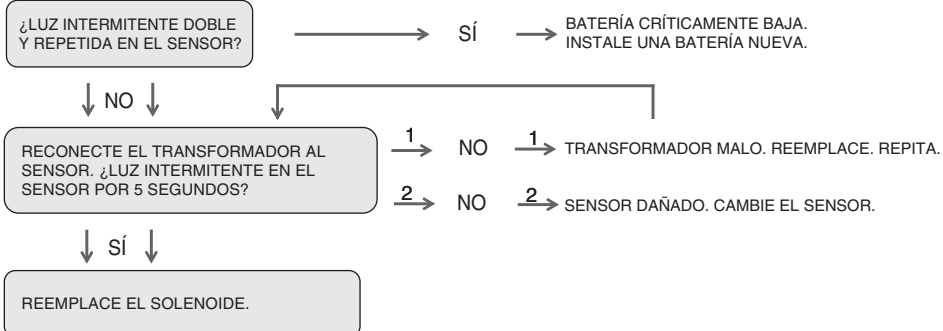 ¿LUZ INTERMITENTE DOBLE
Y REPETIDA EN EL SENSOR?
SÍ
BATERÍA CRÍTICAMENTE BAJA.
INSTALE UNA BATERÍA NUEVA.
NO
RECONECTE EL TRANSFORMADOR AL
SENSOR. ¿LUZ INTERMITENTE EN EL
SENSOR POR 5 SEGUNDOS?
1
NO
1
TRANSFORMADOR MALO. REEMPLACE. REPITA.
2
NO
2
SENSOR DAÑADO. CAMBIE EL SENSOR.
SÍ
REEMPLACE EL SOLENOIDE.